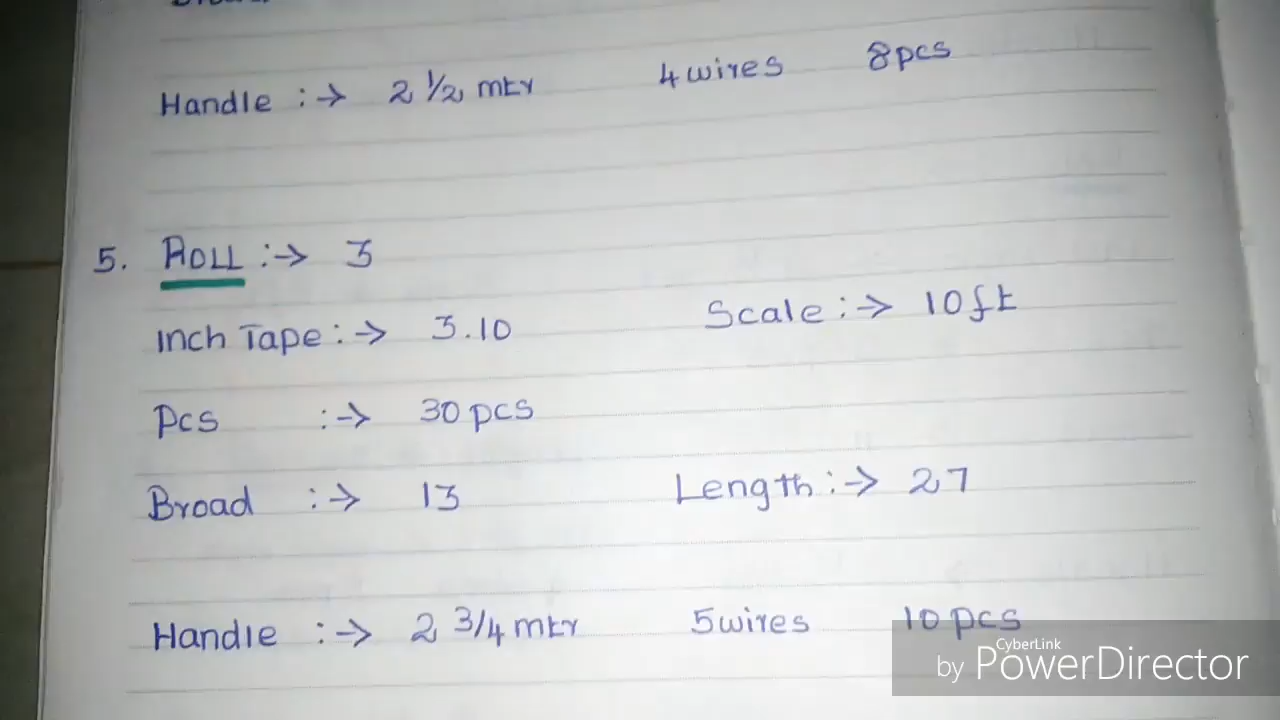 Handle :→ 2 ½ mtr 4 wires 8 pcs
5. ROLL :→ 3
Inch Tape :→ 3.10 Scale :→ 10 ft
Pcs :→ 30 pcs
Broad :→ 13 Length :→ 27
Handle :→ 2 3/4 mtr 5 wires 10 pcs
CyberLink
by PowerDirector